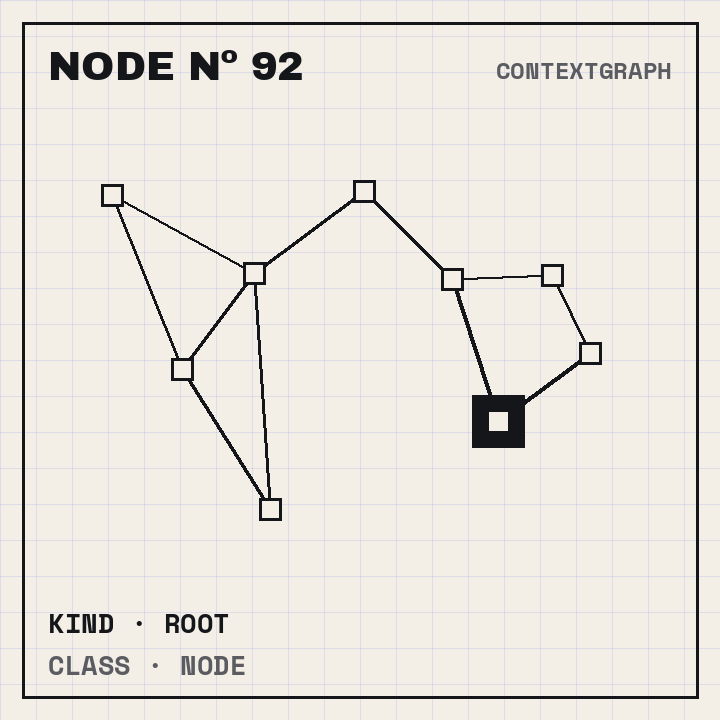 NODE Nº 92
CONTEXTGRAPH
KIND · ROOT
CLASS · NODE